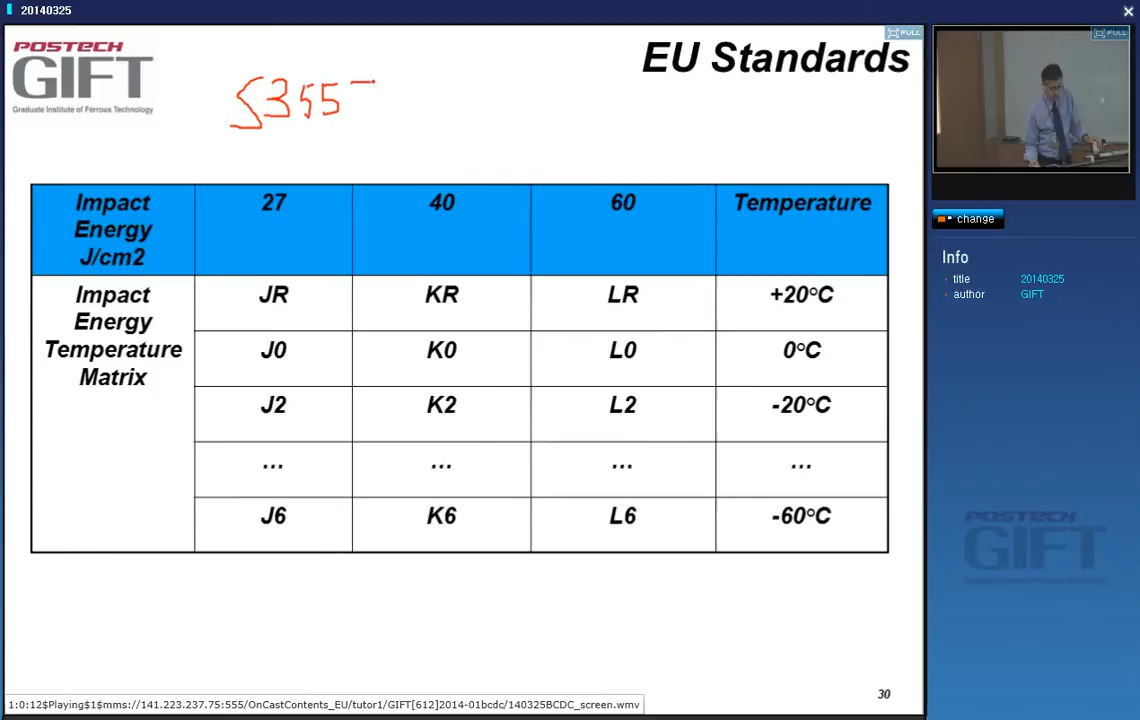 20140325
POSTECH
GIFT
Graduate Institute of Ferrous Technology
S355
EU Standards
FULL
FULL
change
Info
title 20140325
author GIFT
Impact Energy J/cm2 27 40 60 Temperature
Impact Energy Temperature Matrix JR KR LR +20°C
J0 K0 L0 0°C
J2 K2 L2 -20°C
... ... ... ...
J6 K6 L6 -60°C
POSTECH
GIFT
30
1:0:12$Playing$1$mms://141.223.237.75:555/OnCastContents_EU/tutor1/GIFT[612]2014-01bcdc/140325BCDC_screen.wmv